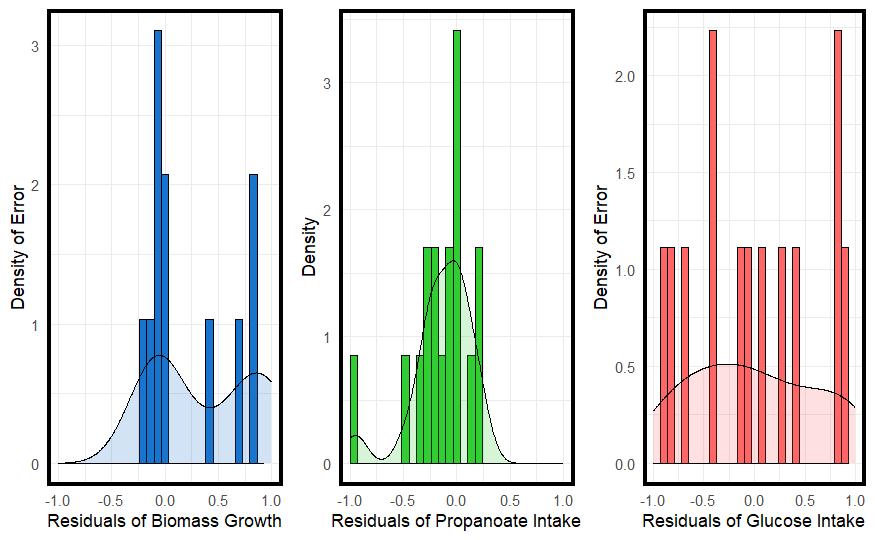 Density of Error
3
2
1
0
-1.0 -0.5 0.0 0.5 1.0
Residuals of Biomass Growth
Density
3
2
1
0
-1.0 -0.5 0.0 0.5 1.0
Residuals of Propanoate Intake
Density of Error
2.0
1.5
1.0
0.5
0.0
-1.0 -0.5 0.0 0.5 1.0
Residuals of Glucose Intake